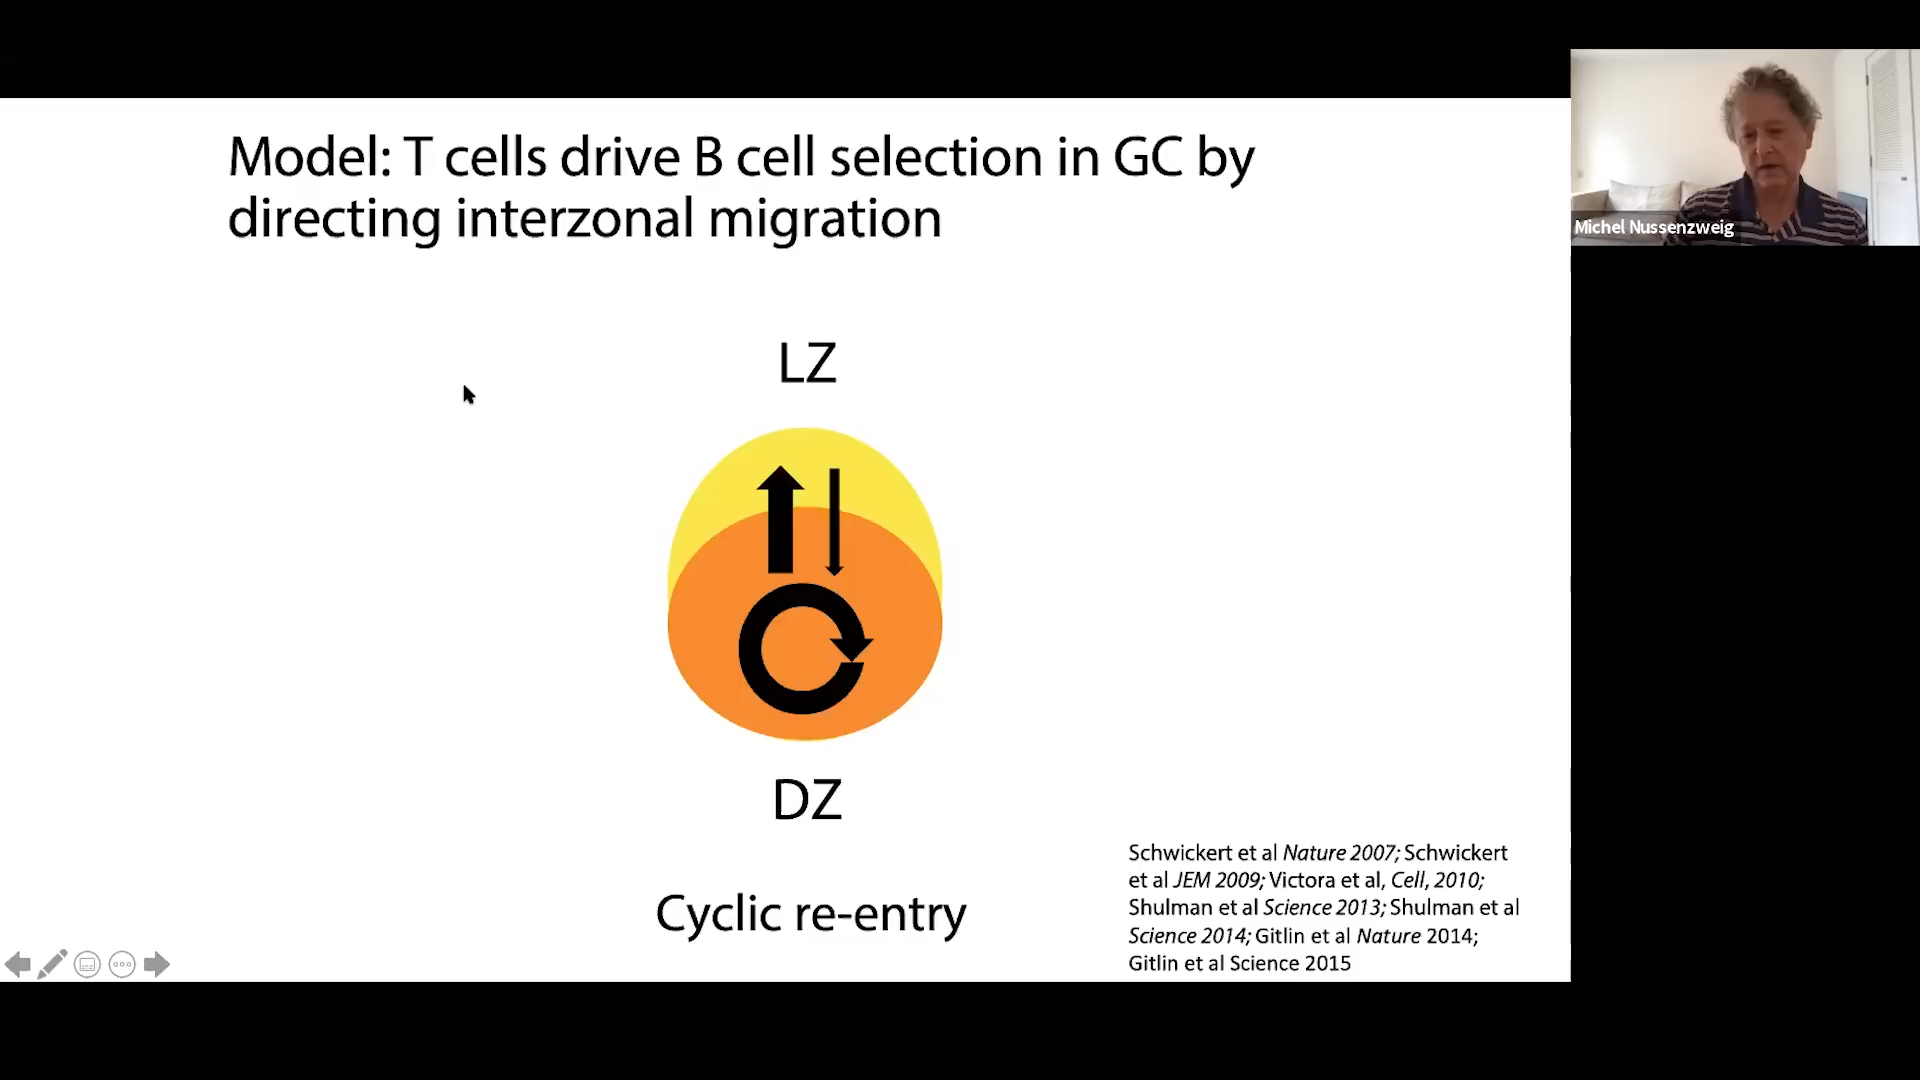 Model: T cells drive B cell selection in GC by
directing interzonal migration
LZ
DZ
Cyclic re-entry
Schwickert et al Nature 2007; Schwickert
et al JEM 2009; Victora et al, Cell, 2010;
Shulman et al Science 2013; Shulman et al
Science 2014; Gitlin et al Nature 2014;
Gitlin et al Science 2015
Michel Nussenzweig